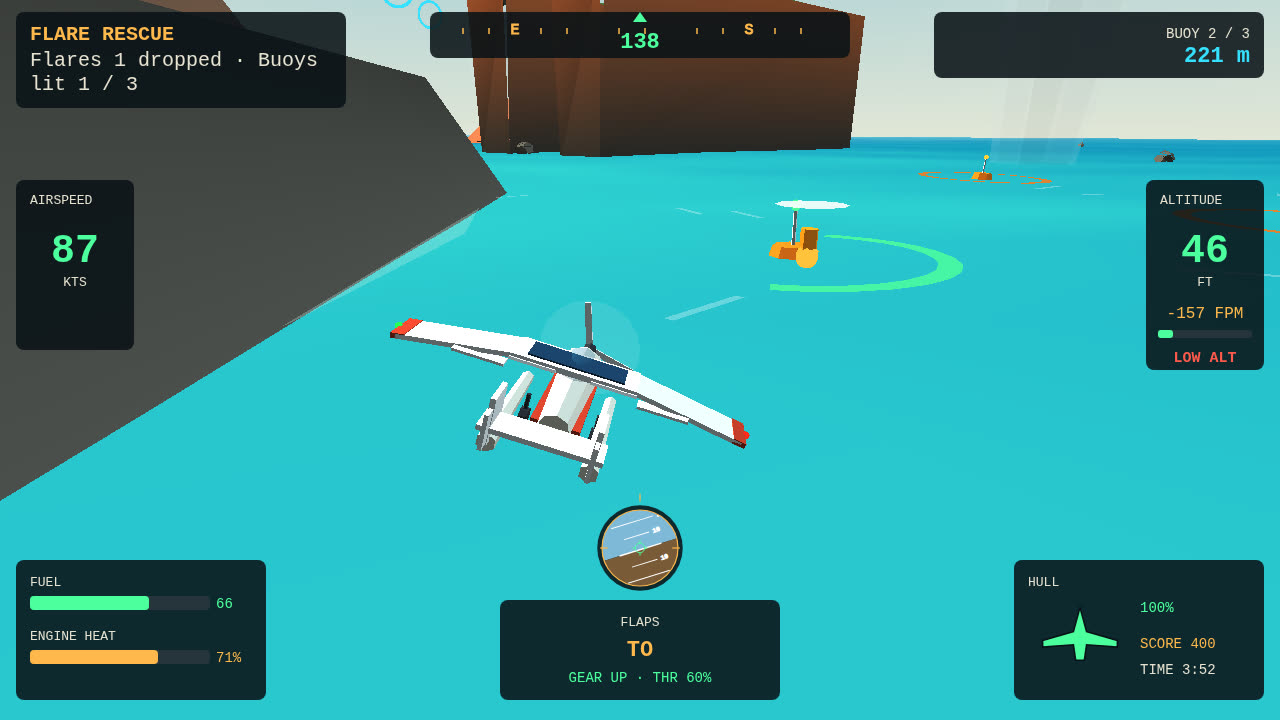 FLARE RESCUE
Flares 1 dropped · Buoys
lit 1 / 3
E
S
138
BUOY 2 / 3
221 m
AIRSPEED
87
KTS
ALTITUDE
46
FT
-157 FPM
LOW ALT
10
10
FUEL
66
ENGINE HEAT
71%
FLAPS
TO
GEAR UP · THR 60%
HULL
100%
SCORE 400
TIME 3:52